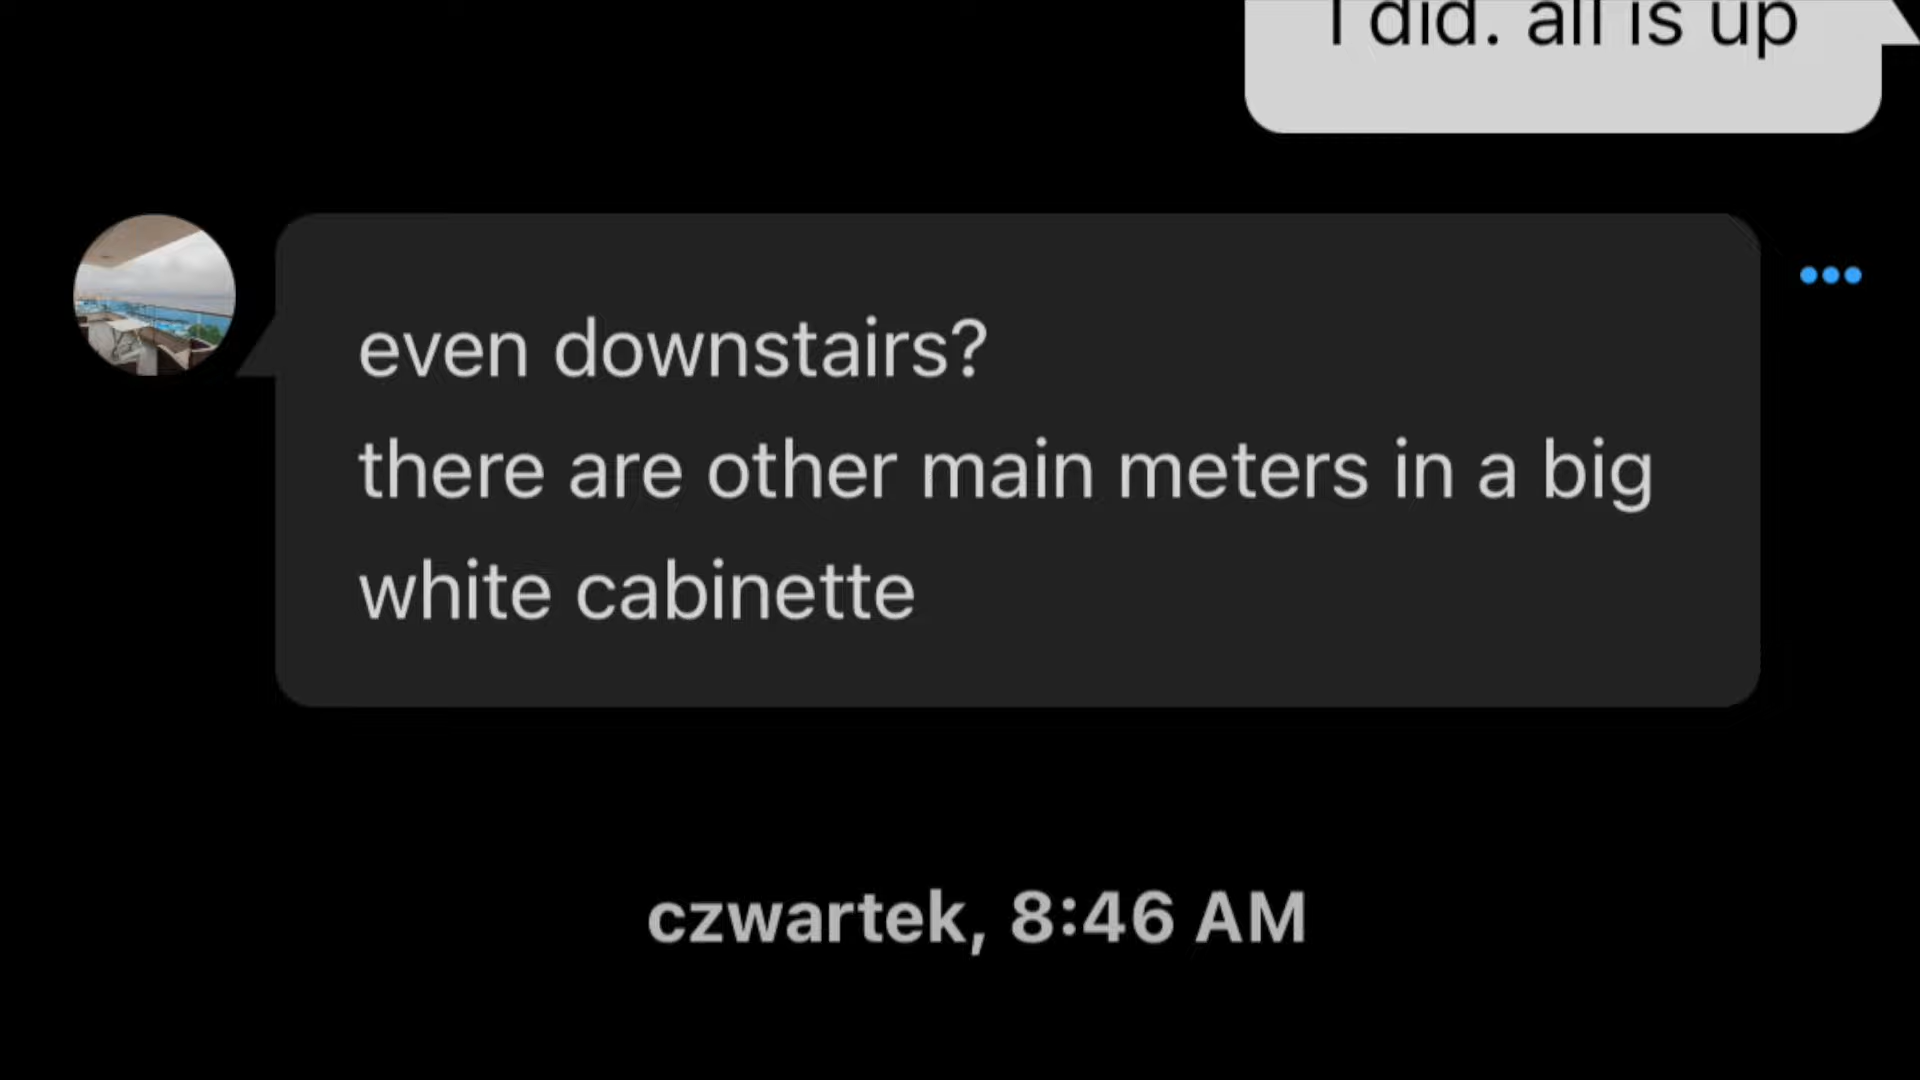 I did. all is up
even downstairs?
there are other main meters in a big
white cabinette
czwartek, 8:46 AM